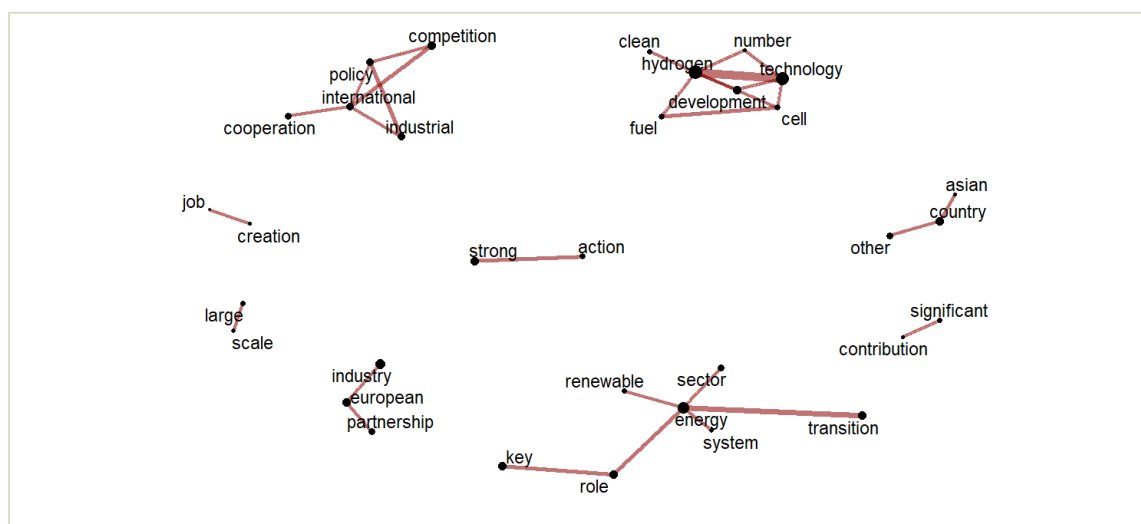 competition
policy
international
cooperation
industrial
clean
number
hydrogen
technology
development
fuel
cell
job
creation
asian
country
other
strong
action
large
scale
significant
contribution
industry
european
partnership
renewable
sector
energy
system
transition
key
role